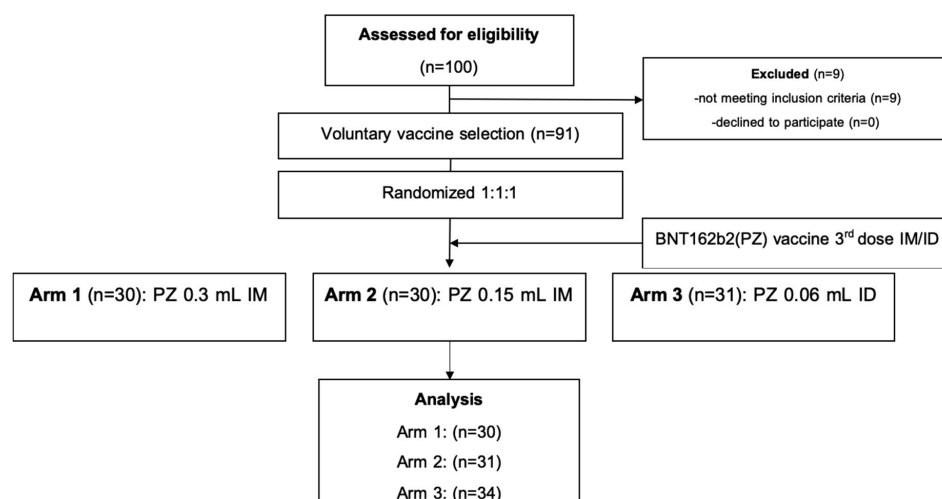 Assessed for eligibility
(n=100)
Excluded (n=9)
-not meeting inclusion criteria (n=9)
-declined to participate (n=0)
Voluntary vaccine selection (n=91)
Randomized 1:1:1
BNT162b2(PZ) vaccine 3rd dose IM/ID
Arm 1 (n=30): PZ 0.3 mL IM
Arm 2 (n=30): PZ 0.15 mL IM
Arm 3 (n=31): PZ 0.06 mL ID
Analysis
Arm 1: (n=30)
Arm 2: (n=31)
Arm 3: (n=34)